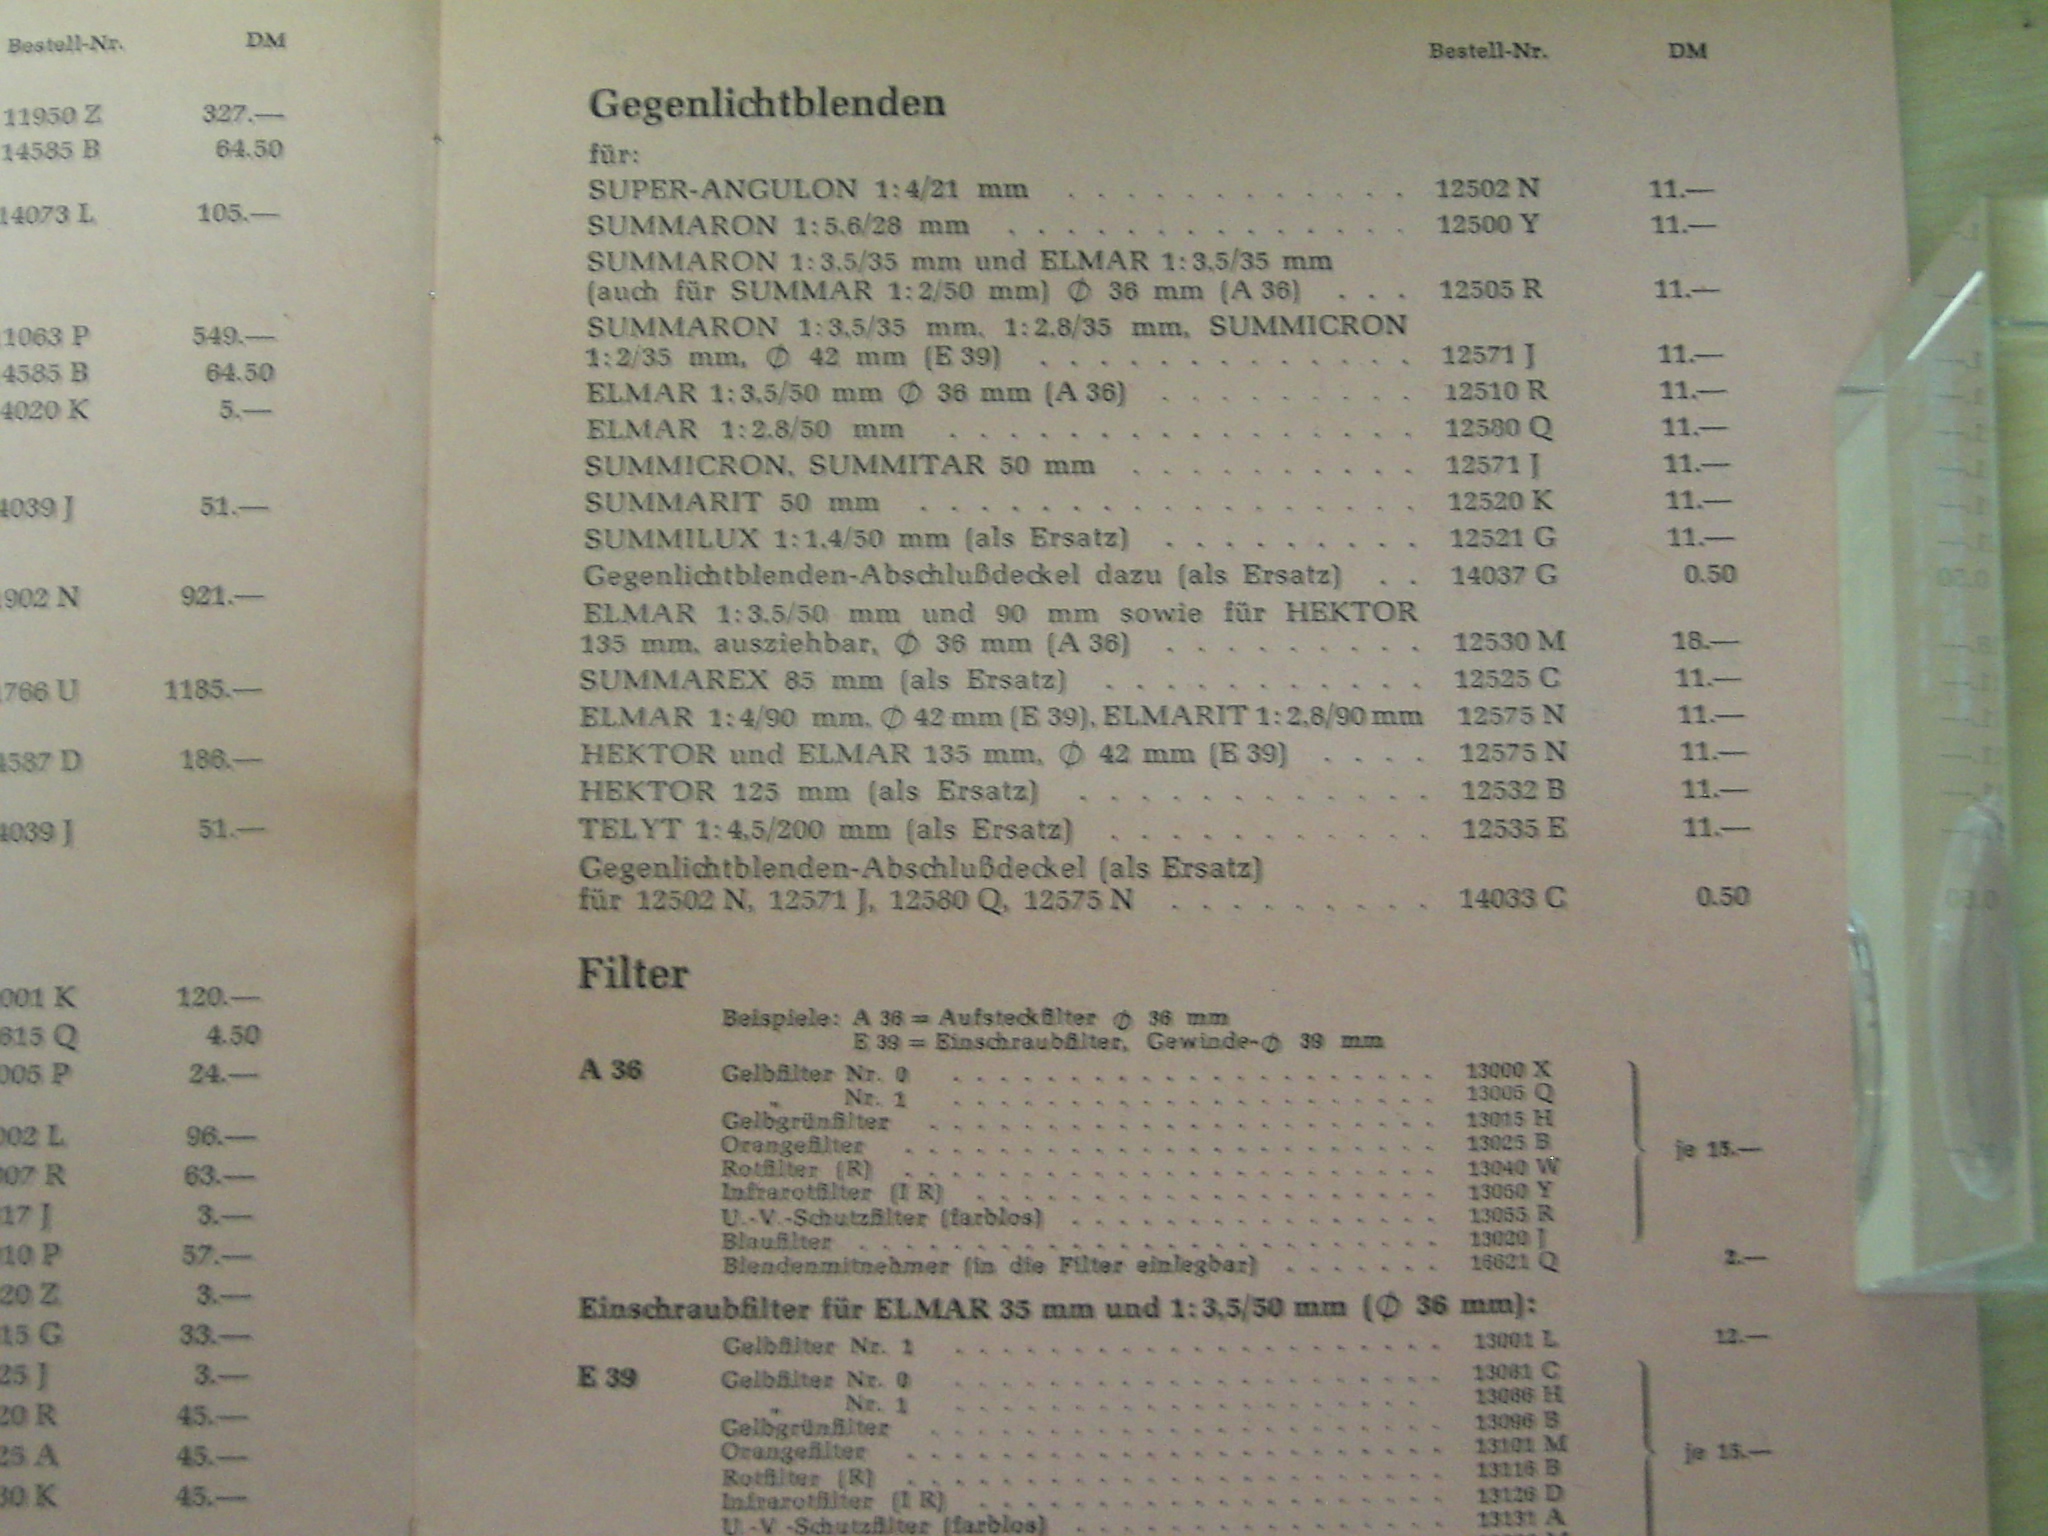 Bestell-Nr. DM
11950 Z 327.—
14585 B 64.50
14073 L 105.—
1063 P 549.—
4585 B 64.50
4020 K 5.—
4039 J 51.—
902 N 921.—
766 U 1185.—
4587 D 186.—
4039 J 51.—
001 K 120.—
615 Q 4.50
005 P 24.—
002 L 96.—
007 R 63.—
17 J 3.—
10 P 57.—
20 Z 3.—
15 G 33.—
25 J 3.—
20 R 45.—
25 A 45.—
30 K 45.—
Bestell-Nr. DM
Gegenlichtblenden
für:
SUPER-ANGULON 1:4/21 mm . . . . . . . . . . . . 12502 N 11.—
SUMMARON 1:5,6/28 mm . . . . . . . . . . . . . . 12500 Y 11.—
SUMMARON 1:3,5/35 mm und ELMAR 1:3,5/35 mm
(auch für SUMMAR 1:2/50 mm) ∅ 36 mm (A 36) . . . 12505 R 11.—
SUMMARON 1:3,5/35 mm, 1:2,8/35 mm, SUMMICRON
1:2/35 mm, ∅ 42 mm (E 39) . . . . . . . . . . . . . 12571 J 11.—
ELMAR 1:3,5/50 mm ∅ 36 mm (A 36) . . . . . . . . . 12510 R 11.—
ELMAR 1:2,8/50 mm . . . . . . . . . . . . . . . . 12580 Q 11.—
SUMMICRON, SUMMITAR 50 mm . . . . . . . . . . 12571 J 11.—
SUMMARIT 50 mm . . . . . . . . . . . . . . . . . 12520 K 11.—
SUMMILUX 1:1,4/50 mm (als Ersatz) . . . . . . . . . 12521 G 11.—
Gegenlichtblenden-Abschlußdeckel dazu (als Ersatz) . . 14037 G 0.50
ELMAR 1:3,5/50 mm und 90 mm sowie für HEKTOR
135 mm, ausziehbar, ∅ 36 mm (A 36) . . . . . . . . . 12530 M 18.—
SUMMAREX 85 mm (als Ersatz) . . . . . . . . . . . 12525 C 11.—
ELMAR 1:4/90 mm, ∅ 42 mm (E 39), ELMARIT 1:2,8/90 mm 12575 N 11.—
HEKTOR und ELMAR 135 mm, ∅ 42 mm (E 39) . . . . 12575 N 11.—
HEKTOR 125 mm (als Ersatz) . . . . . . . . . . . . 12532 B 11.—
TELYT 1:4,5/200 mm (als Ersatz) . . . . . . . . . . . 12535 E 11.—
Gegenlichtblenden-Abschlußdeckel (als Ersatz)
für 12502 N, 12571 J, 12580 Q, 12575 N . . . . . . . . . 14033 C 0.50
Filter
Beispiele: A 36 = Aufsteckfilter ∅ 36 mm
E 39 = Einschraubfilter, Gewinde-∅ 39 mm
A 36 Gelbfilter Nr. 0 . . . . . . . . . . . . . . . . . . . . 13000 X
„ Nr. 1 . . . . . . . . . . . . . . . . . . . . 13005 Q
Gelbgrünfilter . . . . . . . . . . . . . . . . . . . . . 13015 H
Orangefilter . . . . . . . . . . . . . . . . . . . . . . 13025 B
je 15.—
Rotfilter (R) . . . . . . . . . . . . . . . . . . . . . . 13040 W
Infrarotfilter (I R) . . . . . . . . . . . . . . . . . . . 13050 Y
U.-V.-Schutzfilter (farblos) . . . . . . . . . . . . . . . 13055 R
Blaufilter . . . . . . . . . . . . . . . . . . . . . . . . 13020 J
Blendenmitnehmer (in die Filter einlegbar) . . . . . . . 16621 Q 2.—
Einschraubfilter für ELMAR 35 mm und 1:3,5/50 mm (∅ 36 mm):
Gelbfilter Nr. 1 . . . . . . . . . . . . . . . . . . . . 13001 L 12.—
E 39 Gelbfilter Nr. 0 . . . . . . . . . . . . . . . . . . . . 13081 C
„ Nr. 1 . . . . . . . . . . . . . . . . . . . 13086 H
Gelbgrünfilter . . . . . . . . . . . . . . . . . . . . . 13096 B
Orangefilter . . . . . . . . . . . . . . . . . . . . . . 13101 M
je 15.—
Rotfilter (R) . . . . . . . . . . . . . . . . . . . . . . 13116 B
Infrarotfilter (I R) . . . . . . . . . . . . . . . . . . . 13126 D
U.-V.-Schutzfilter (farblos) . . . . . . . . . . . . . . . 13131 A